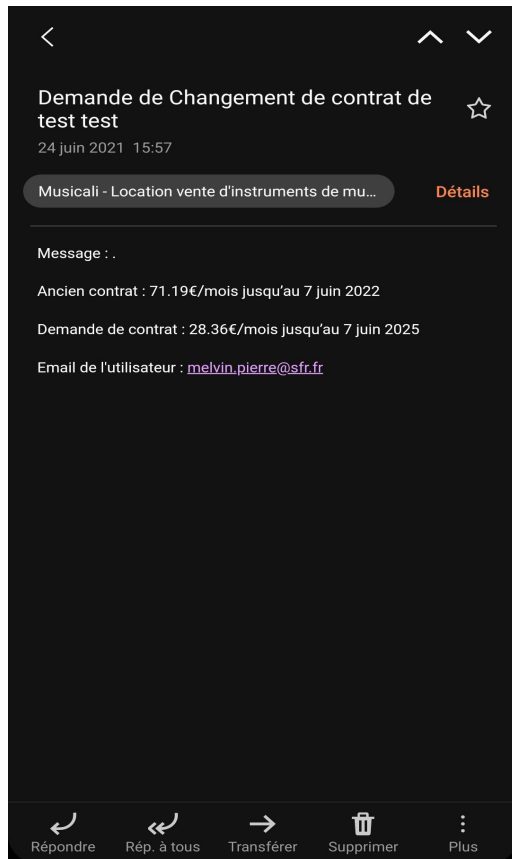 Demande de Changement de contrat de
test test
24 juin 2021 15:57
Musicali - Location vente d'instruments de mu...
Détails
Message : .
Ancien contrat : 71.19€/mois jusqu'au 7 juin 2022
Demande de contrat : 28.36€/mois jusqu'au 7 juin 2025
Email de l'utilisateur : melvin.pierre@sfr.fr
Répondre Rép. à tous Transférer Supprimer Plus